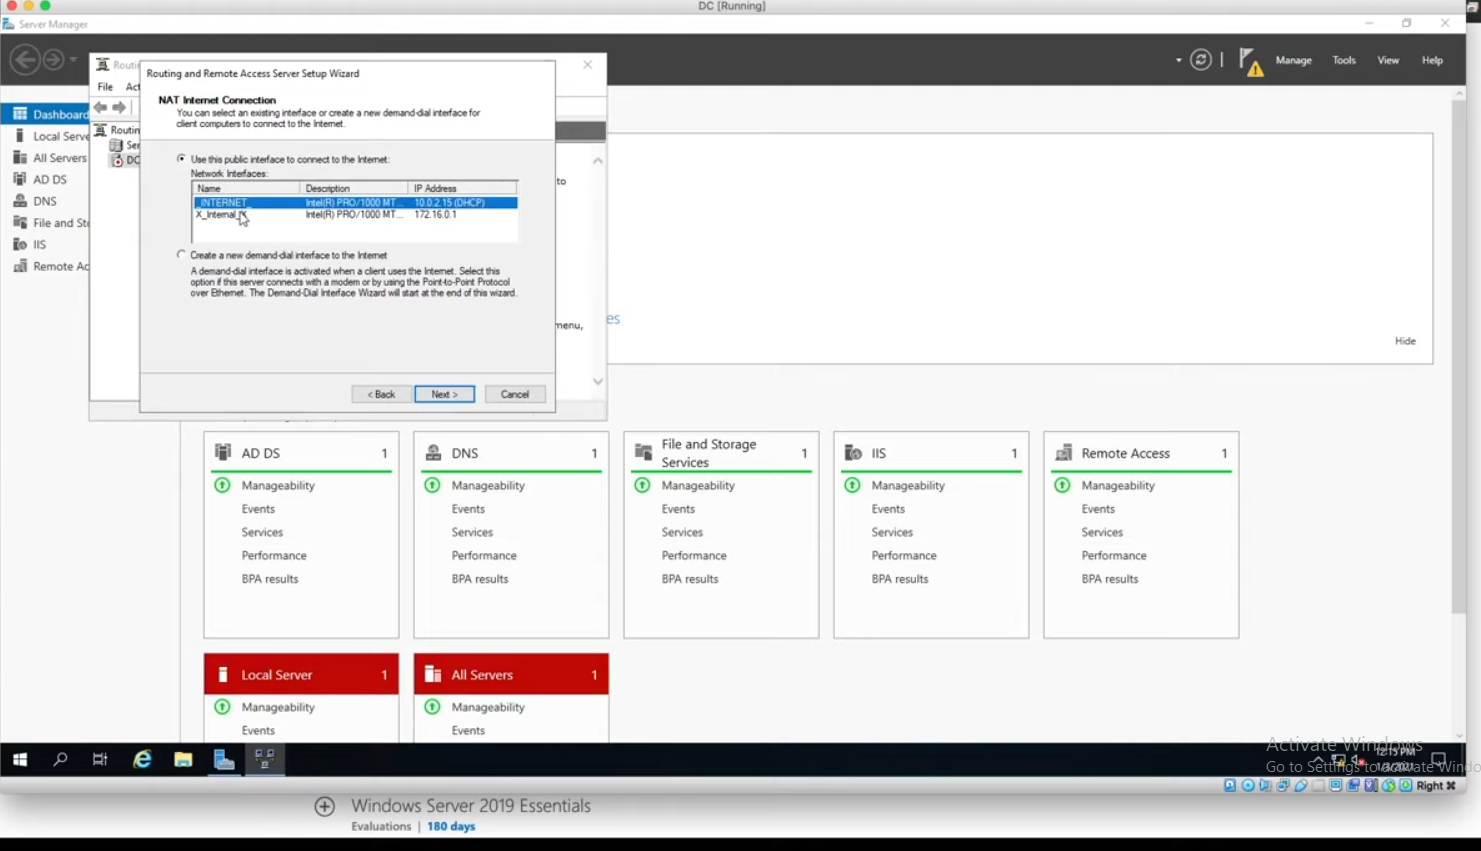 DC [Running]
Server Manager
Manage Tools View Help
Routing and Remote Access Server Setup Wizard
File
NAT Internet Connection
You can select an existing interface or create a new demand-dial interface for
client computers to connect to the Internet.
Dashboard
Local Serve
All Servers
AD DS
DNS
File and Sto
IIS
Remote Ac
Routin
Ser
DC
Use this public interface to connect to the Internet:
Network Interfaces:
Name Description IP Address
_INTERNET_ Intel(R) PRO/1000 MT... 10.0.2.15 (DHCP)
X_Internal_X Intel(R) PRO/1000 MT... 172.16.0.1
Create a new demand-dial interface to the Internet
A demand-dial interface is activated when a client uses the Internet. Select this
option if this server connects with a modem or by using the Point-to-Point Protocol
over Ethernet. The Demand-Dial Interface Wizard will start at the end of this wizard.
to
menu,
es
Hide
< Back Next > Cancel
AD DS 1
Manageability
Events
Services
Performance
BPA results
DNS 1
Manageability
Events
Services
Performance
BPA results
File and Storage
Services 1
Manageability
Events
Services
Performance
BPA results
IIS 1
Manageability
Events
Services
Performance
BPA results
Remote Access 1
Manageability
Events
Services
Performance
BPA results
Local Server 1
Manageability
Events
All Servers 1
Manageability
Events
Activate Windows
Go to Settings to activate Windo
12:15 PM
Right ⌘
Windows Server 2019 Essentials
Evaluations | 180 days